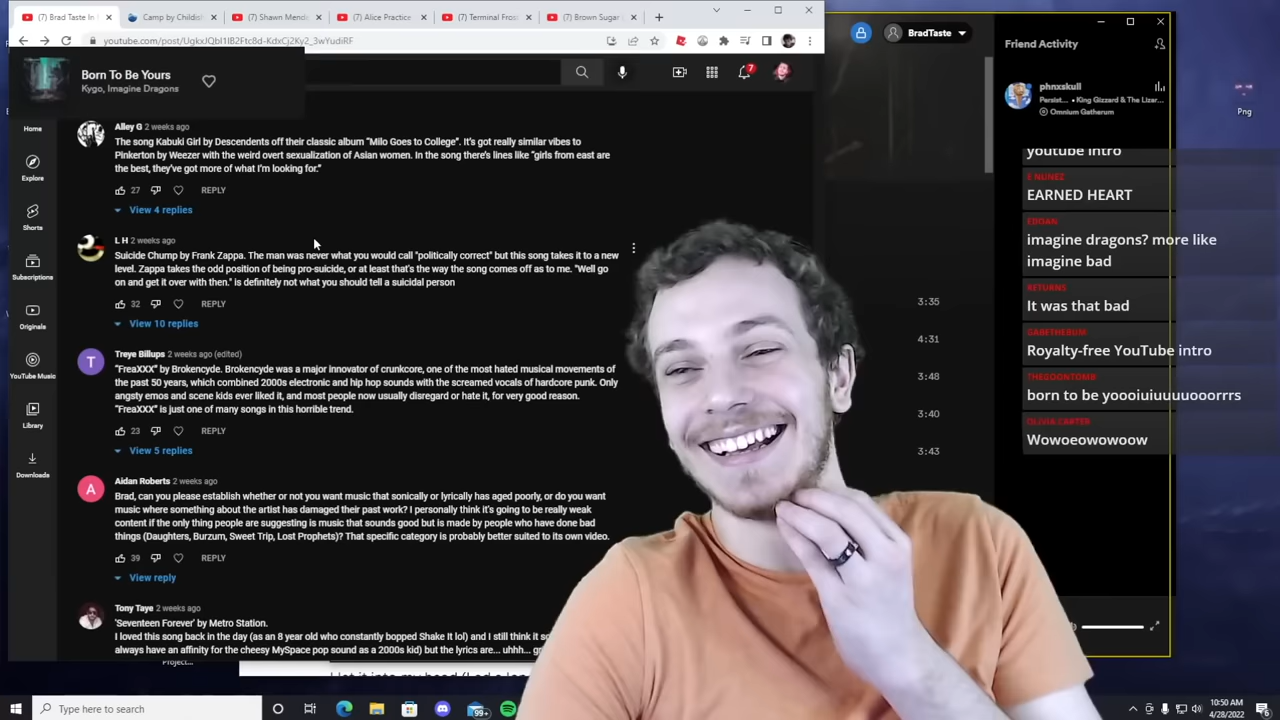 (7) Brad Taste In
Camp by Childis
(7) Shawn Mend
(7) Alice Practice
(7) Terminal Fros
(7) Brown Sugar (
youtube.com/post/UgkxJQbl1IB2Ftc8d-KdxCj2Ky2_3wYudiRF
BradTaste
Friend Activity
Born To Be Yours
Kygo, Imagine Dragons
7
phnxskull
Persist... • King Gizzard & The Lizar...
Omnium Gatherum
Png
Home
Explore
Shorts
Subscriptions
Originals
YouTube Music
Library
Downloads
Alley G 2 weeks ago
The song Kabuki Girl by Descendents off their classic album “Milo Goes to College”. It's got really similar vibes to
Pinkerton by Weezer with the weird overt sexualization of Asian women. In the song there's lines like “girls from east are
the best, they've got more of what I'm looking for.”
27 REPLY
View 4 replies
L H 2 weeks ago
Suicide Chump by Frank Zappa. The man was never what you would call "politically correct" but this song takes it to a new
level. Zappa takes the odd position of being pro-suicide, or at least that's the way the song comes off as to me. "Well go
on and get it over with then." is definitely not what you should tell a suicidal person
32 REPLY
View 10 replies
T
Treye Billups 2 weeks ago (edited)
“FreaXXX” by Brokencyde. Brokencyde was a major innovator of crunkcore, one of the most hated musical movements of
the past 50 years, which combined 2000s electronic and hip hop sounds with the screamed vocals of hardcore punk. Only
angsty emos and scene kids ever liked it, and most people now usually disregard or hate it, for very good reason.
“FreaXXX” is just one of many songs in this horrible trend.
23 REPLY
View 5 replies
A
Aidan Roberts 2 weeks ago
Brad, can you please establish whether or not you want music that sonically or lyrically has aged poorly, or do you want
music where something about the artist has damaged their past work? I personally think it's going to be really weak
content if the only thing people are suggesting is music that sounds good but is made by people who have done bad
things (Daughters, Burzum, Sweet Trip, Lost Prophets)? That specific category is probably better suited to its own video.
39 REPLY
View reply
Tony Taye 2 weeks ago
'Seventeen Forever' by Metro Station.
I loved this song back in the day (as an 8 year old who constantly bopped Shake It lol) and I still think it
always have an affinity for the cheesy MySpace pop sound as a 2000s kid) but the lyrics are... uhhh...
3:35
4:31
3:48
3:40
3:43
youtube intro
E NUNEZ
EARNED HEART
EDDAN
imagine dragons? more like
imagine bad
RETURNS
It was that bad
GABETHEBUM
Royalty-free YouTube intro
THEGOONTOMB
born to be yoooiuiuuuuooorrrs
OLIVIA CARTER
Wowoeowowoow
Project...
Type here to search
99+
10:50 AM
4/28/2022
6